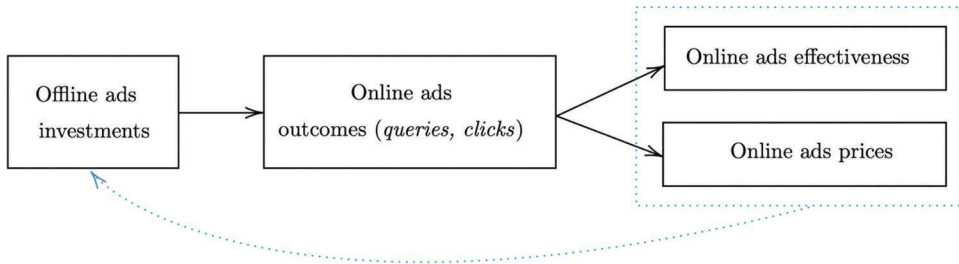 Offline ads
investments
Online ads
outcomes (queries, clicks)
Online ads effectiveness
Online ads prices